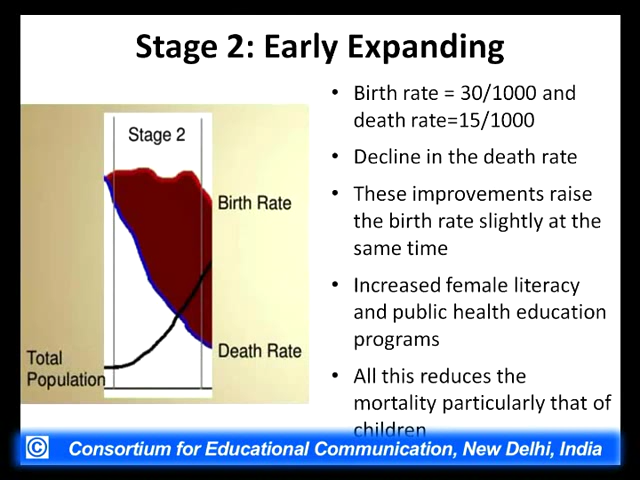 Stage 2: Early Expanding
Stage 2
Birth Rate
Death Rate
Total
Population
• Birth rate = 30/1000 and
death rate=15/1000
• Decline in the death rate
• These improvements raise
the birth rate slightly at the
same time
• Increased female literacy
and public health education
programs
• All this reduces the
mortality particularly that of
children
© Consortium for Educational Communication, New Delhi, India